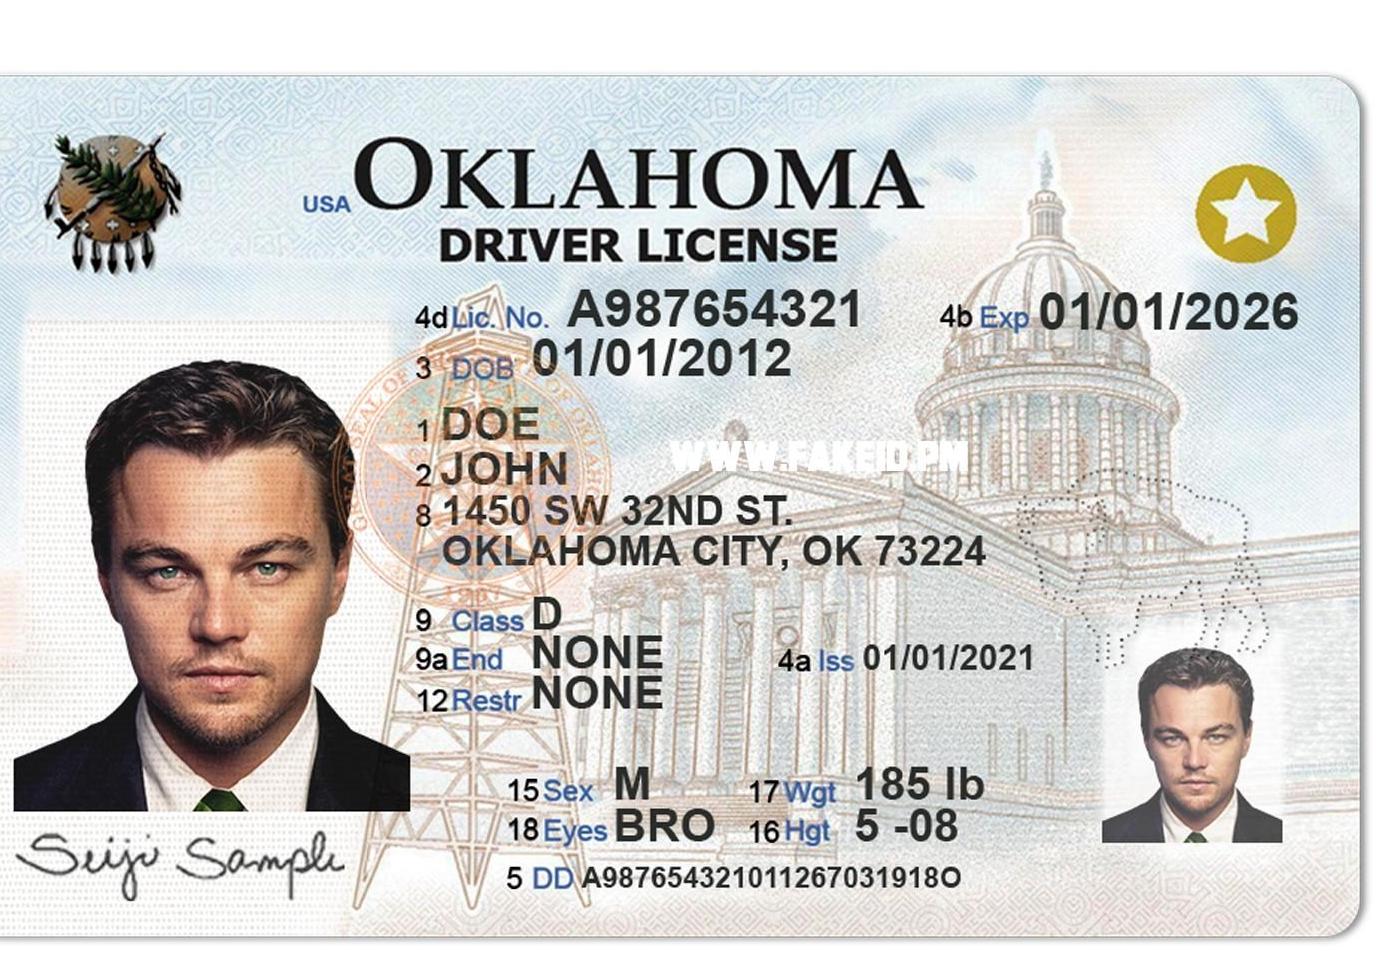 USA OKLAHOMA
DRIVER LICENSE
4d Lic. No. A987654321 4b Exp 01/01/2026
3 DOB 01/01/2012
1 DOE
WWW.FAKEID.PM
2 JOHN
8 1450 SW 32ND ST.
OKLAHOMA CITY, OK 73224
1907
9 Class D
9a End NONE 4a Iss 01/01/2021
12 Restr NONE
15 Sex M 17 Wgt 185 lb
18 Eyes BRO 16 Hgt 5 -08
Seiji Sample
5 DD A9876543210112670319180